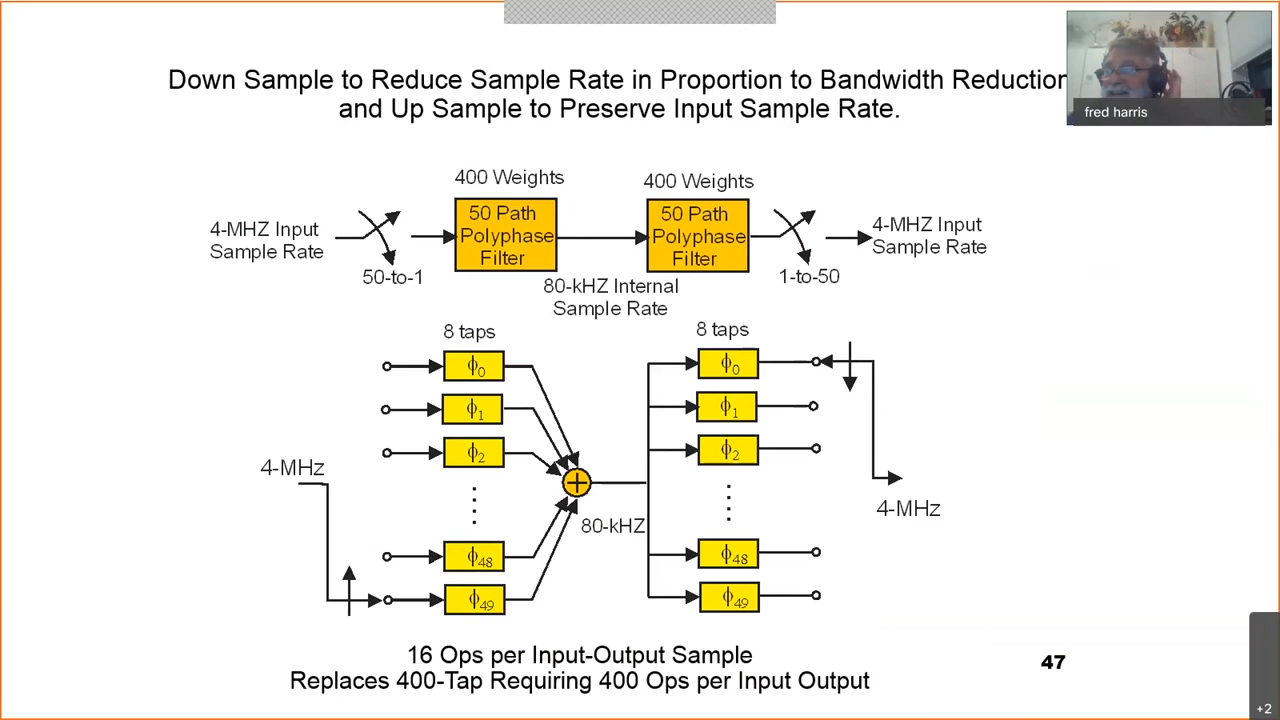 Down Sample to Reduce Sample Rate in Proportion to Bandwidth Reduction
and Up Sample to Preserve Input Sample Rate.
fred harris
400 Weights
400 Weights
4-MHZ Input
Sample Rate
50-to-1
50 Path
Polyphase
Filter
50 Path
Polyphase
Filter
1-to-50
4-MHZ Input
Sample Rate
80-kHZ Internal
Sample Rate
8 taps
8 taps
ϕ0
ϕ0
ϕ1
ϕ1
ϕ2
ϕ2
4-MHz
80-kHZ
4-MHz
ϕ48
ϕ48
ϕ49
ϕ49
16 Ops per Input-Output Sample
Replaces 400-Tap Requiring 400 Ops per Input Output
47
+2